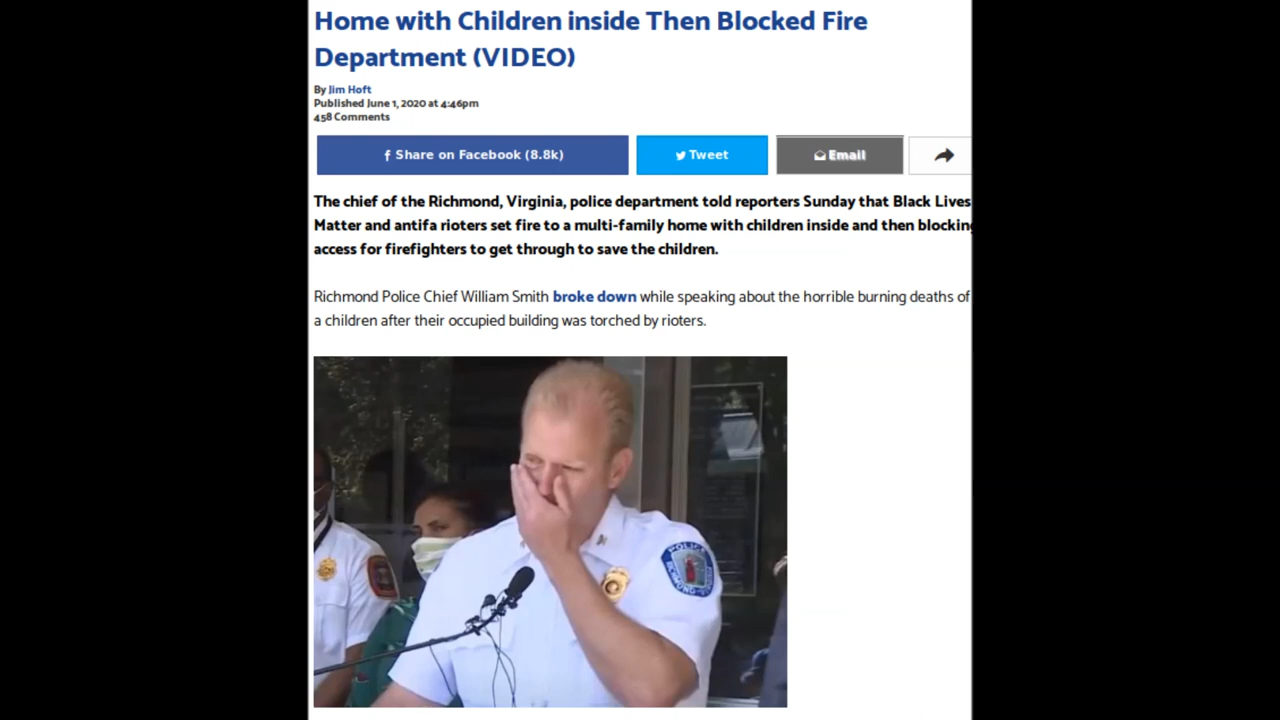 Home with Children inside Then Blocked Fire
Department (VIDEO)
By Jim Hoft
Published June 1, 2020 at 4:46pm
458 Comments
Share on Facebook (8.8k)
Tweet
Email
The chief of the Richmond, Virginia, police department told reporters Sunday that Black Lives
Matter and antifa rioters set fire to a multi-family home with children inside and then blocking
access for firefighters to get through to save the children.
Richmond Police Chief William Smith broke down while speaking about the horrible burning deaths of
a children after their occupied building was torched by rioters.
POLICE
RICHMOND